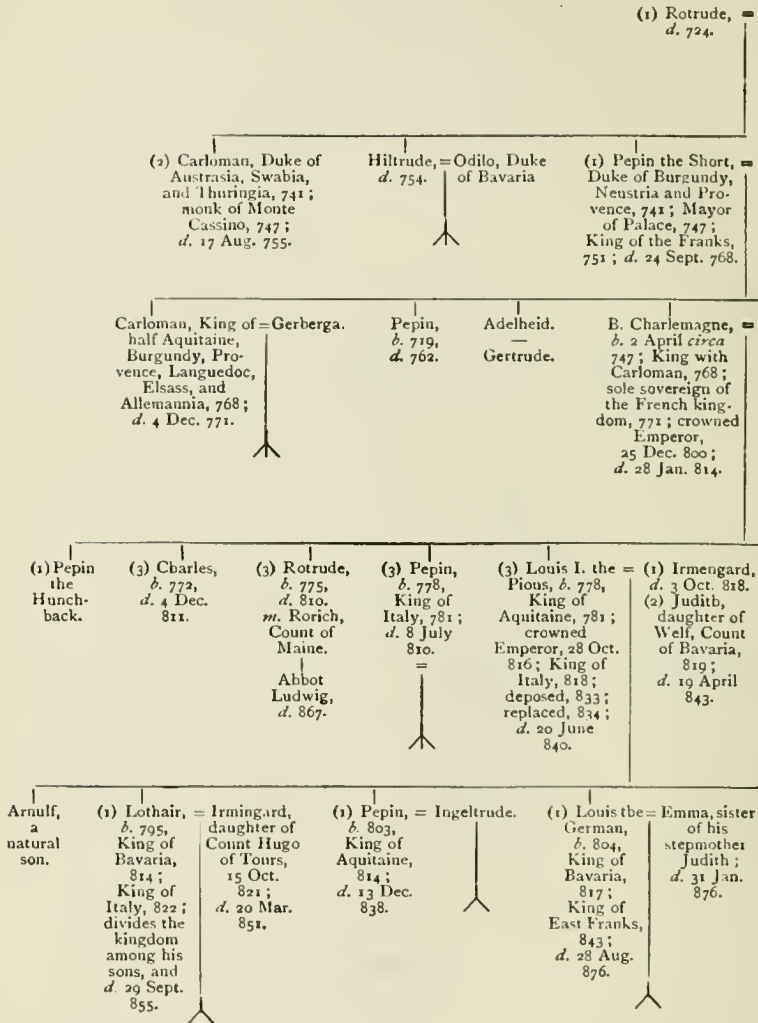 (1) Rotrude, =
d. 724.
(2) Carloman, Duke of
Austrasia, Swabia,
and Thuringia, 741;
monk of Monte
Cassino, 747;
d. 17 Aug. 755.
Hiltrude, = Odilo, Duke
d. 754. of Bavaria
(1) Pepin the Short, =
Duke of Burgundy,
Neustria and Pro-
vence, 741; Mayor
of Palace, 747;
King of the Franks,
751; d. 24 Sept. 768.
Carloman, King of = Gerberga.
half Aquitaine,
Burgundy, Pro-
vence, Languedoc,
Elsass, and
Allemannia, 768;
d. 4 Dec. 771.
Pepin,
b. 719,
d. 762.
Adelheid.
—
Gertrude.
B. Charlemagne, =
b. 2 April circa
747; King with
Carloman, 768;
sole sovereign of
the French king-
dom, 771; crowned
Emperor,
25 Dec. 800;
d. 28 Jan. 814.
(1) Pepin
the
Hunch-
back.
(3) Charles,
b. 772,
d. 4 Dec.
811.
(3) Rotrude,
b. 775,
d. 810.
m. Rorich,
Count of
Maine.
Abbot
Ludwig,
d. 867.
(3) Pepin,
b. 778,
King of
Italy, 781;
d. 8 July
810.
=
(3) Louis I. the =
Pious, b. 778,
King of
Aquitaine, 781;
crowned
Emperor, 28 Oct.
816; King of
Italy, 818;
deposed, 833;
replaced, 834;
d. 20 June
840.
(1) Irmengard,
d. 3 Oct. 818.
(2) Judith,
daughter of
Welf, Count
of Bavaria,
819;
d. 19 April
843.
Arnulf,
a
natural
son.
(1) Lothair, =
b. 795,
King of
Bavaria,
814;
King of
Italy, 822;
divides the
kingdom
among his
sons, and
d. 29 Sept.
855.
Irmingard,
daughter of
Count Hugo
of Tours,
15 Oct.
821;
d. 20 Mar.
851.
(1) Pepin, = Ingeltrude.
b. 803,
King of
Aquitaine,
814;
d. 13 Dec.
838.
(1) Louis the =
German,
b. 804,
King of
Bavaria,
817;
King of
East Franks,
843;
d. 28 Aug.
876.
Emma, sister
of his
stepmother
Judith;
d. 31 Jan.
876.